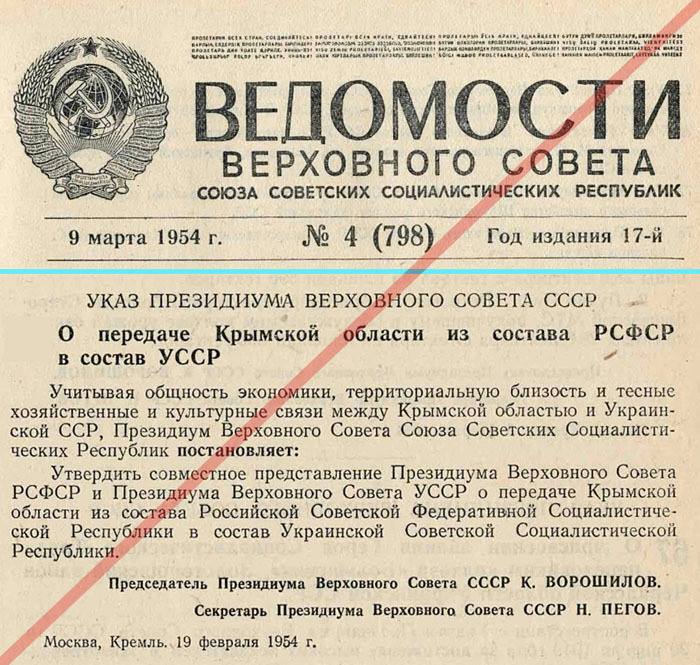 ВЕДОМОСТИ
ВЕРХОВНОГО СОВЕТА
СОЮЗА СОВЕТСКИХ СОЦИАЛИСТИЧЕСКИХ РЕСПУБЛИК
9 марта 1954 г. № 4 (798) Год издания 17-й
УКАЗ ПРЕЗИДИУМА ВЕРХОВНОГО СОВЕТА СССР
О передаче Крымской области из состава РСФСР
в состав УССР
Учитывая общность экономики, территориальную близость и тесные
хозяйственные и культурные связи между Крымской областью и Украин-
ской ССР, Президиум Верховного Совета Союза Советских Социалисти-
ческих Республик постановляет:
Утвердить совместное представление Президиума Верховного Совета
РСФСР и Президиума Верховного Совета УССР о передаче Крымской
области из состава Российской Советской Федеративной Социалистиче-
ской Республики в состав Украинской Советской Социалистической
Республики.
Председатель Президиума Верховного Совета СССР К. ВОРОШИЛОВ.
Секретарь Президиума Верховного Совета СССР Н. ПЕГОВ.
Москва, Кремль. 19 февраля 1954 г.